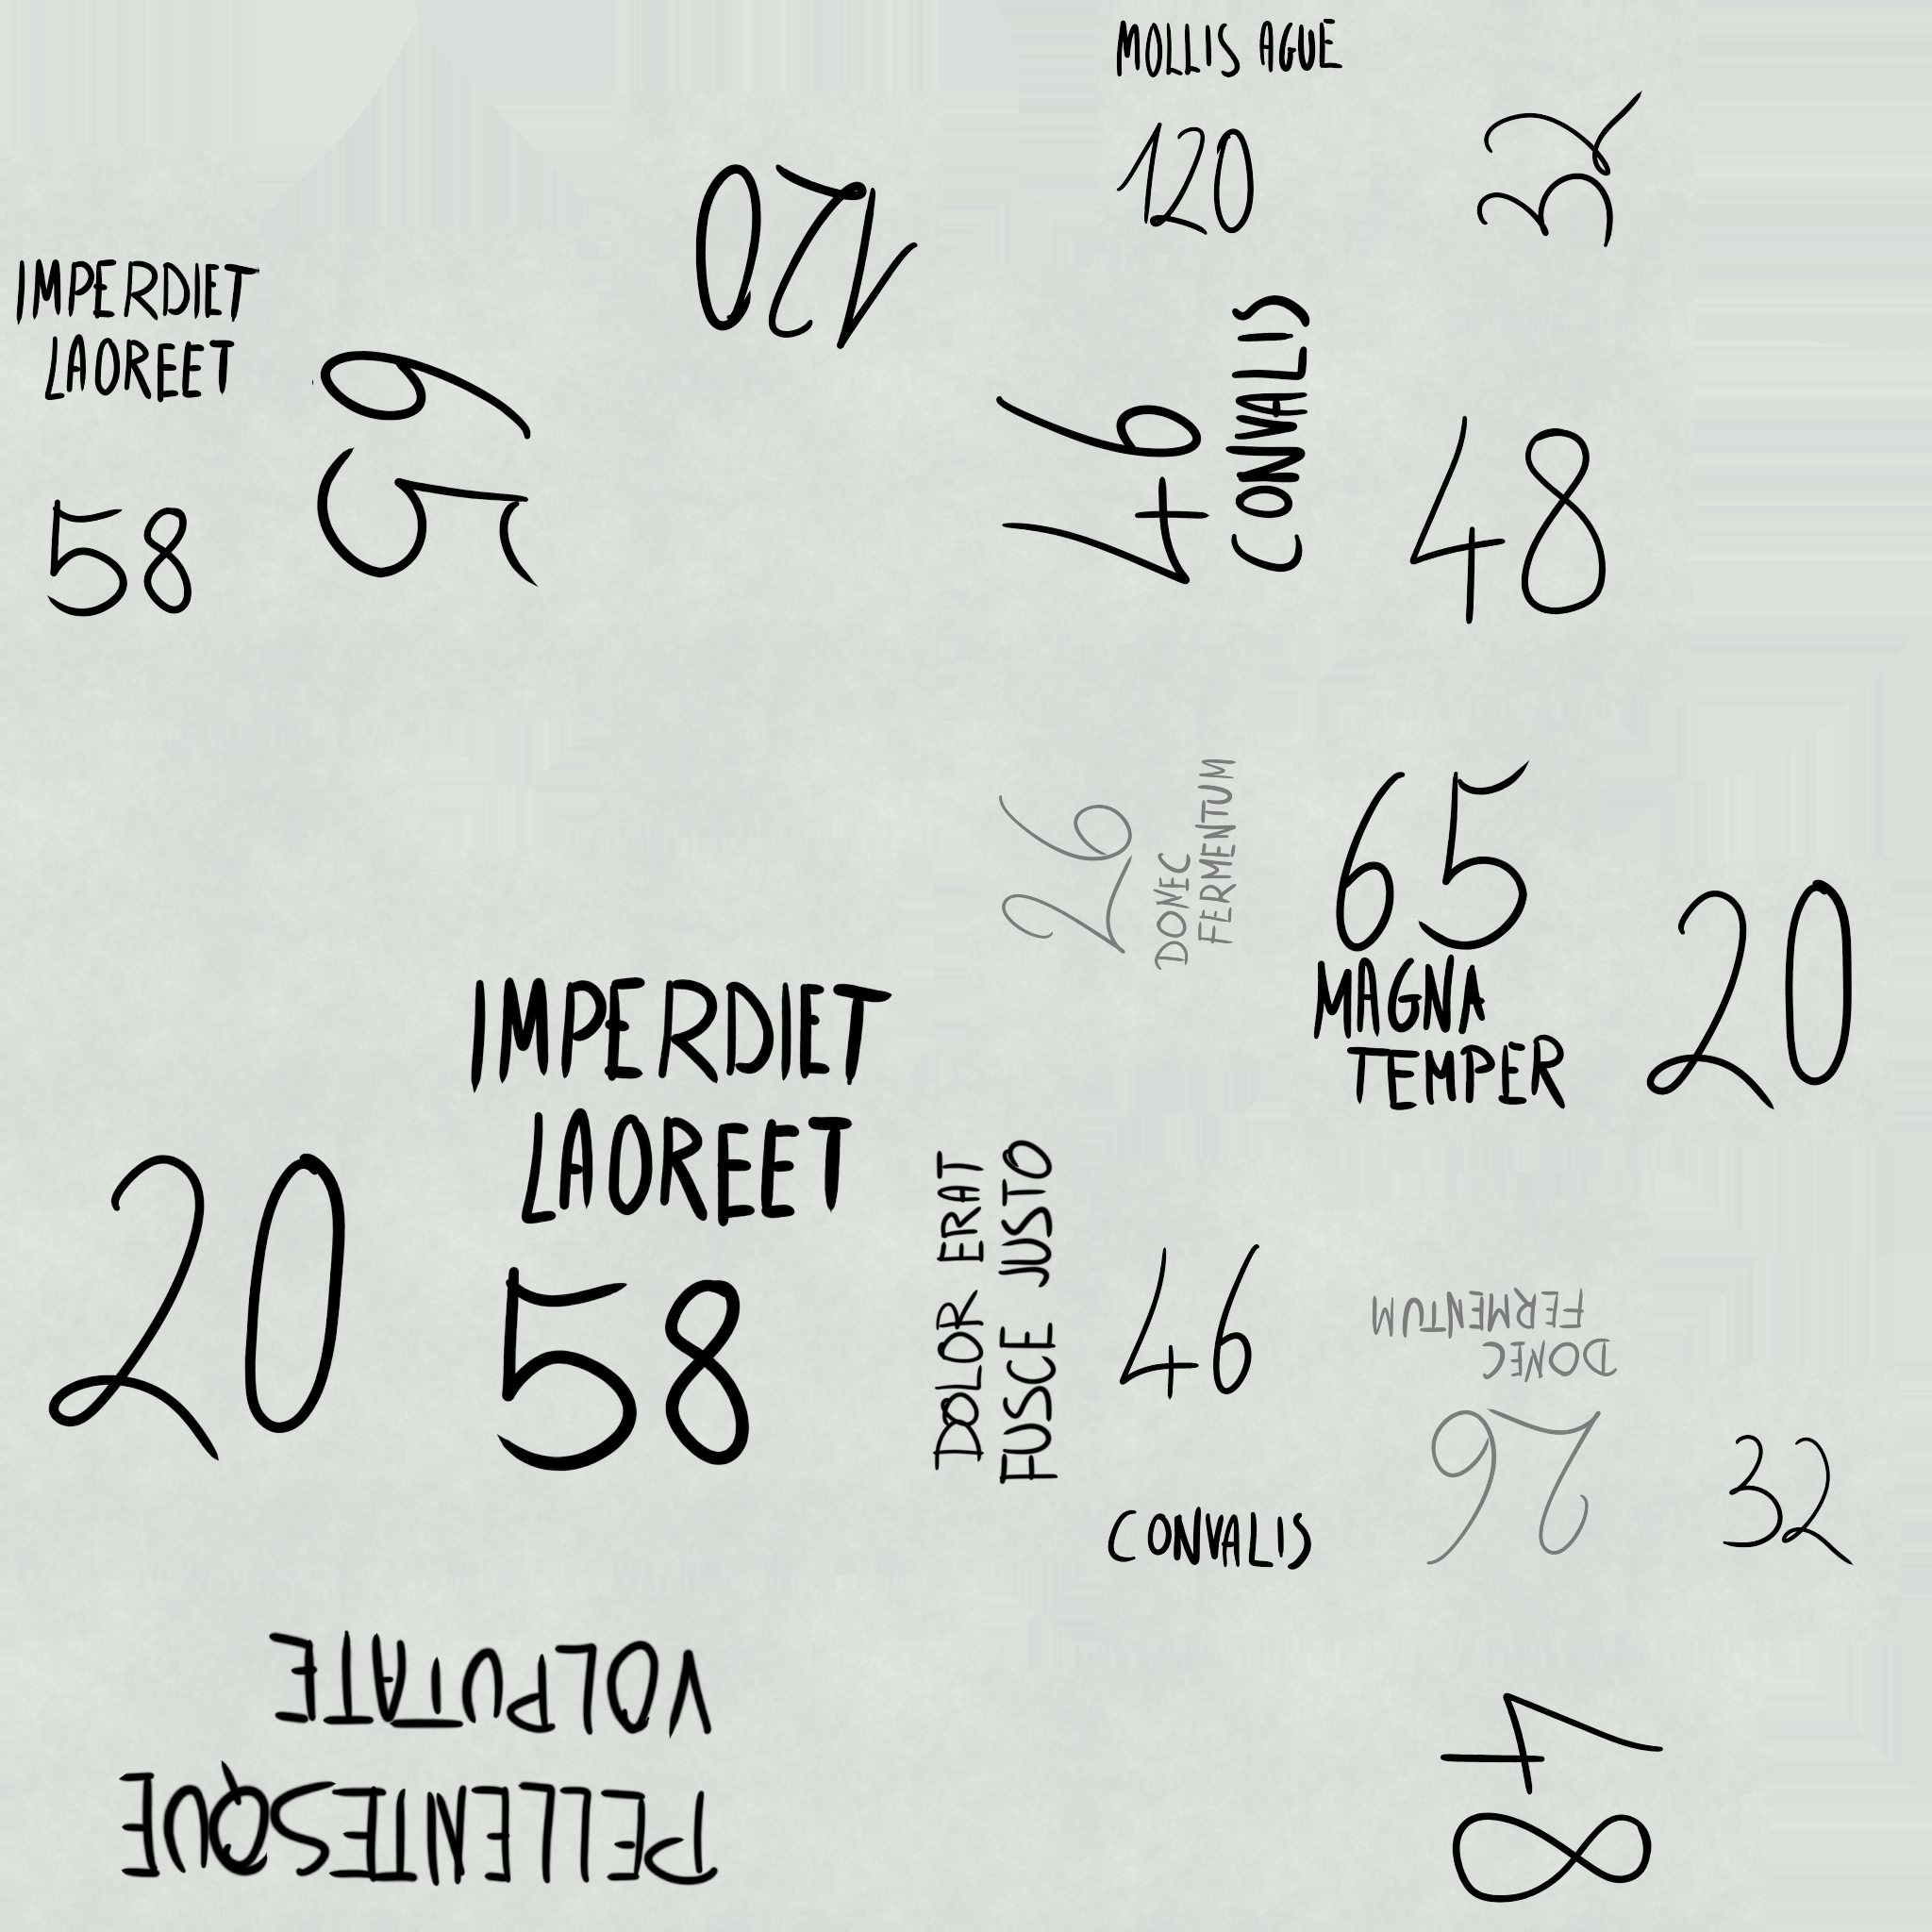 MOLLIS AGUE
120
32
120
IMPERDIET
LAOREET
58
65
46
CONVALIS
48
26
DONEC
FERMENTUM
65
MAGNA
TEMPER
20
IMPERDIET
LAOREET
58
20
DOLOR ERAT
FUSCE JUSTO
46
CONVALIS
DONEC
FERMENTUM
26
32
PELLENTESQUE
VOLPUTATE
48